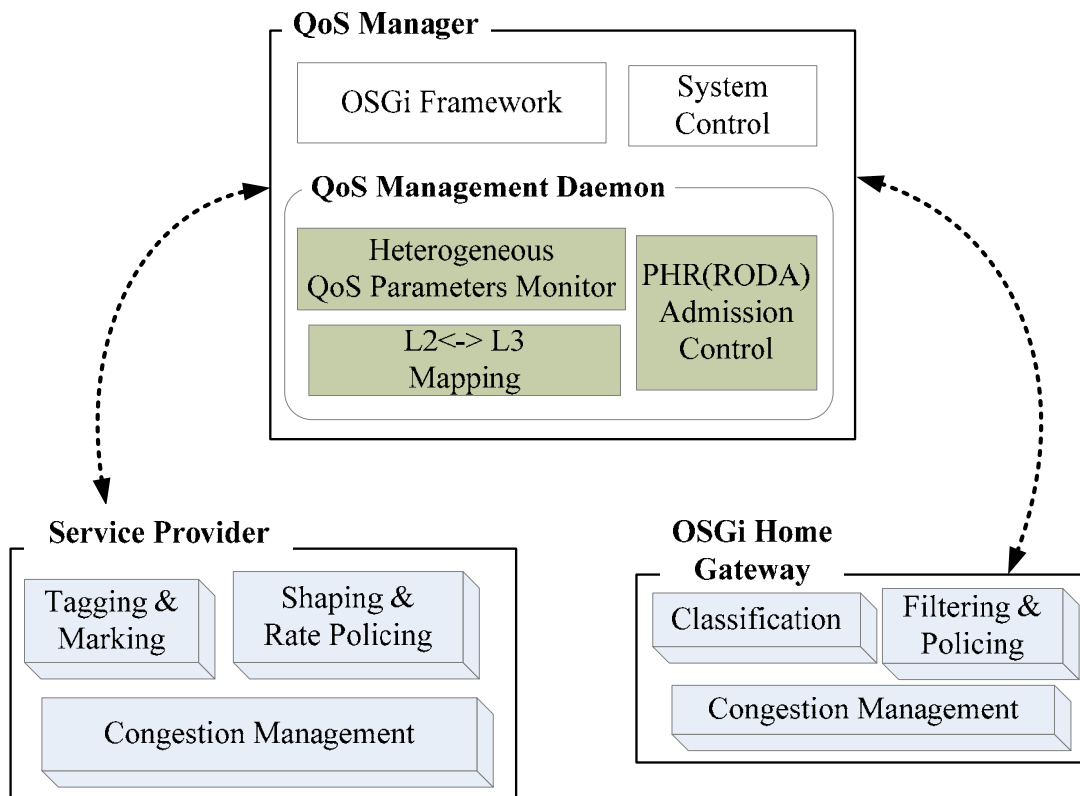 QoS Manager
OSGi Framework
System
Control
QoS Management Daemon
Heterogeneous
QoS Parameters Monitor
L2<-> L3
Mapping
PHR(RODA)
Admission
Control
Service Provider
Tagging &
Marking
Shaping &
Rate Policing
Congestion Management
OSGi Home
Gateway
Classification
Filtering &
Policing
Congestion Management